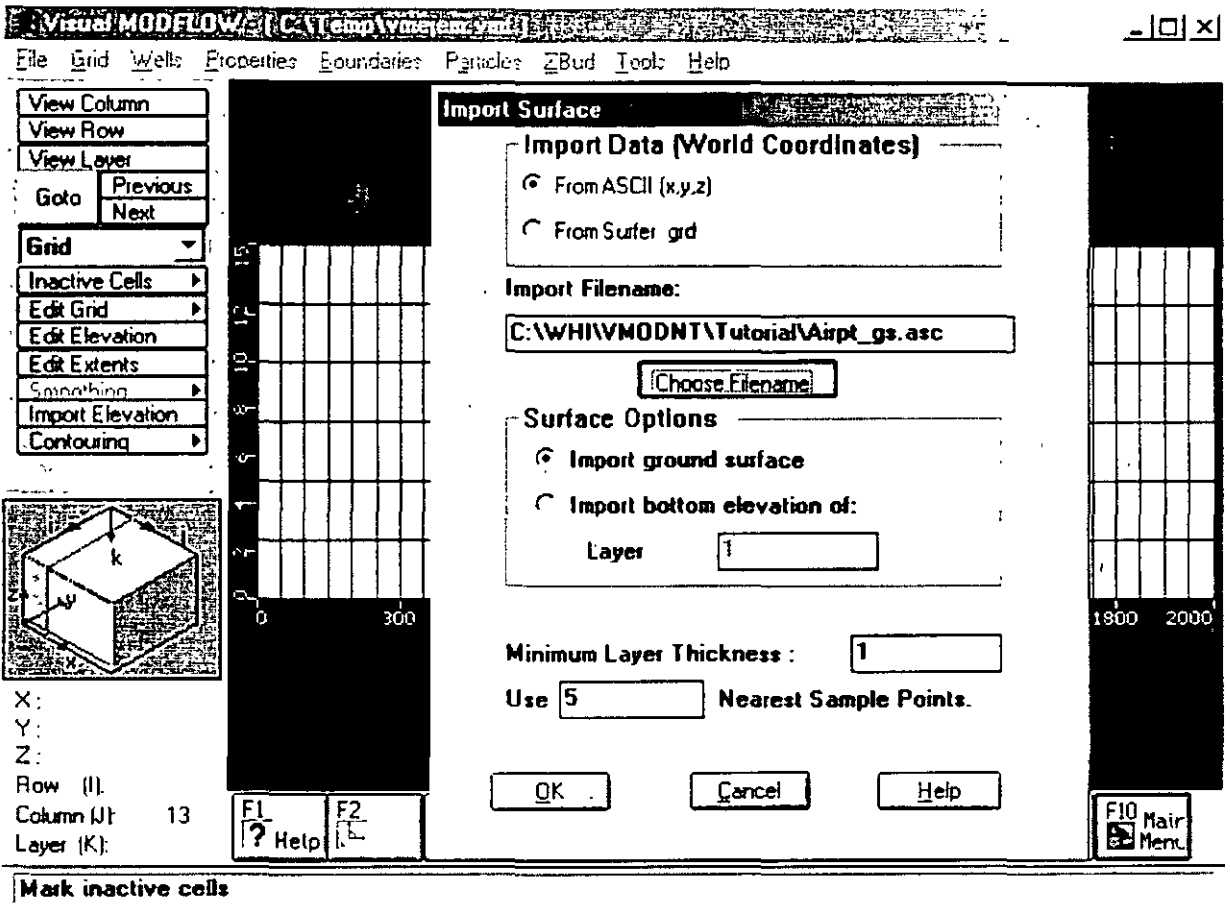 Visual MODFLOW - [ C:\Temp\
File Grid Wells Properties Boundaries Particles ZBud Tools Help
View Column
View Row
View Layer
Goto
Previous
Next
Grid
Inactive Cells
Edit Grid
Edit Elevation
Edit Extents
Smoothing
Import Elevation
Contouring
k
y
x
X :
Y :
Z :
Row (I).
Column (J): 13
Layer (K):
15
12
10
0
300
1800 2000
Import Surface
Import Data (World Coordinates)
From ASCII (x,y,z)
From Surfer grd
Import Filename:
C:\WHI\VMODNT\Tutorial\Airpt_gs.asc
Choose Filename
Surface Options
Import ground surface
Import bottom elevation of:
Layer 1
Minimum Layer Thickness : 1
Use 5 Nearest Sample Points.
OK Cancel Help
F1 ? Help
F2
F10 Main Menu
Mark inactive cells